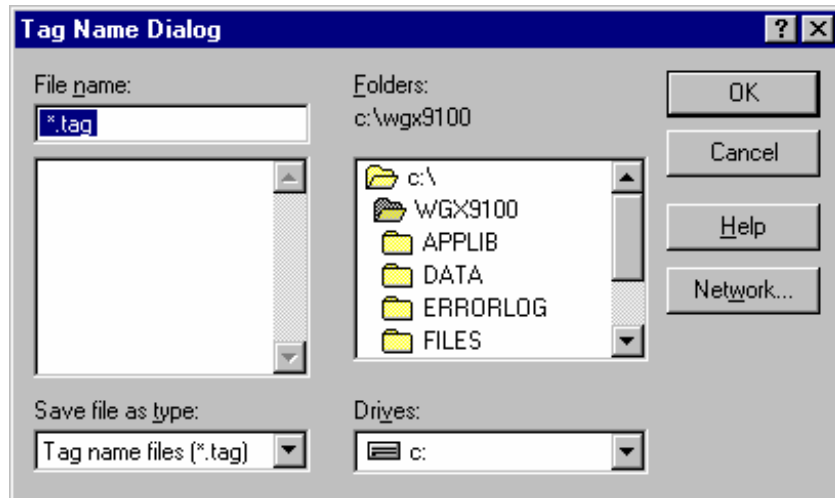 Tag Name Dialog
File name:
*.tag
Folders:
c:\wgx9100
c:\
WGX9100
APPLIB
DATA
ERRORLOG
FILES
OK
Cancel
Help
Network...
Save file as type:
Tag name files (*.tag)
Drives:
c: